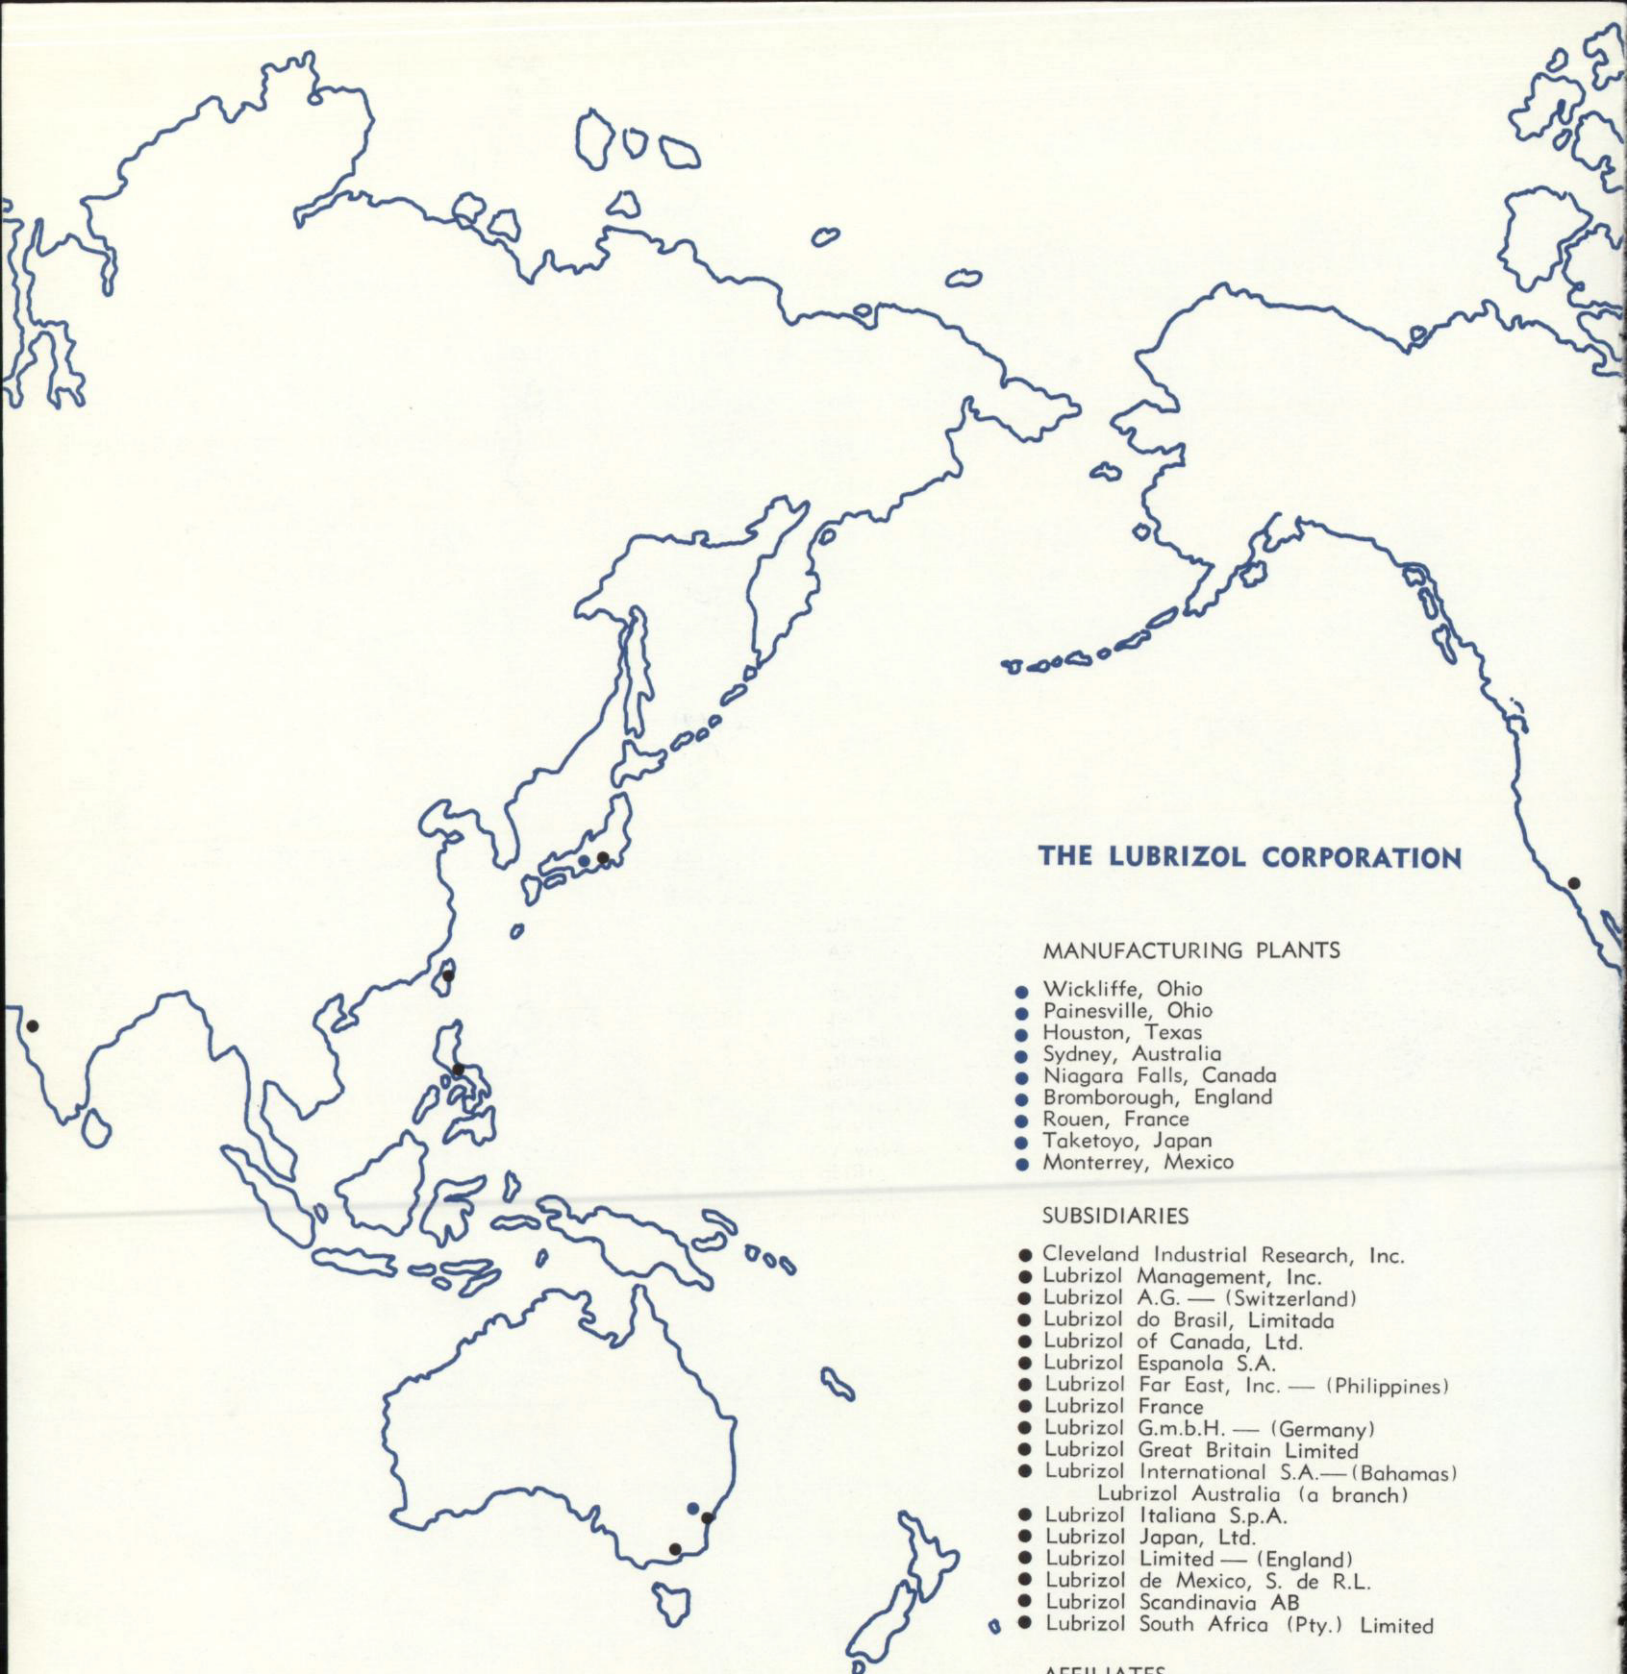 THE LUBRIZOL CORPORATION
MANUFACTURING PLANTS
Wickliffe, Ohio
Painesville, Ohio
Houston, Texas
Sydney, Australia
Niagara Falls, Canada
Bromborough, England
Rouen, France
Taketoyo, Japan
Monterrey, Mexico
SUBSIDIARIES
Cleveland Industrial Research, Inc.
Lubrizol Management, Inc.
Lubrizol A.G. — (Switzerland)
Lubrizol do Brasil, Limitada
Lubrizol of Canada, Ltd.
Lubrizol Espanola S.A.
Lubrizol Far East, Inc. — (Philippines)
Lubrizol France
Lubrizol G.m.b.H. — (Germany)
Lubrizol Great Britain Limited
Lubrizol International S.A.—(Bahamas)
Lubrizol Australia (a branch)
Lubrizol Italiana S.p.A.
Lubrizol Japan, Ltd.
Lubrizol Limited — (England)
Lubrizol de Mexico, S. de R.L.
Lubrizol Scandinavia AB
Lubrizol South Africa (Pty.) Limited
AFFILIATES